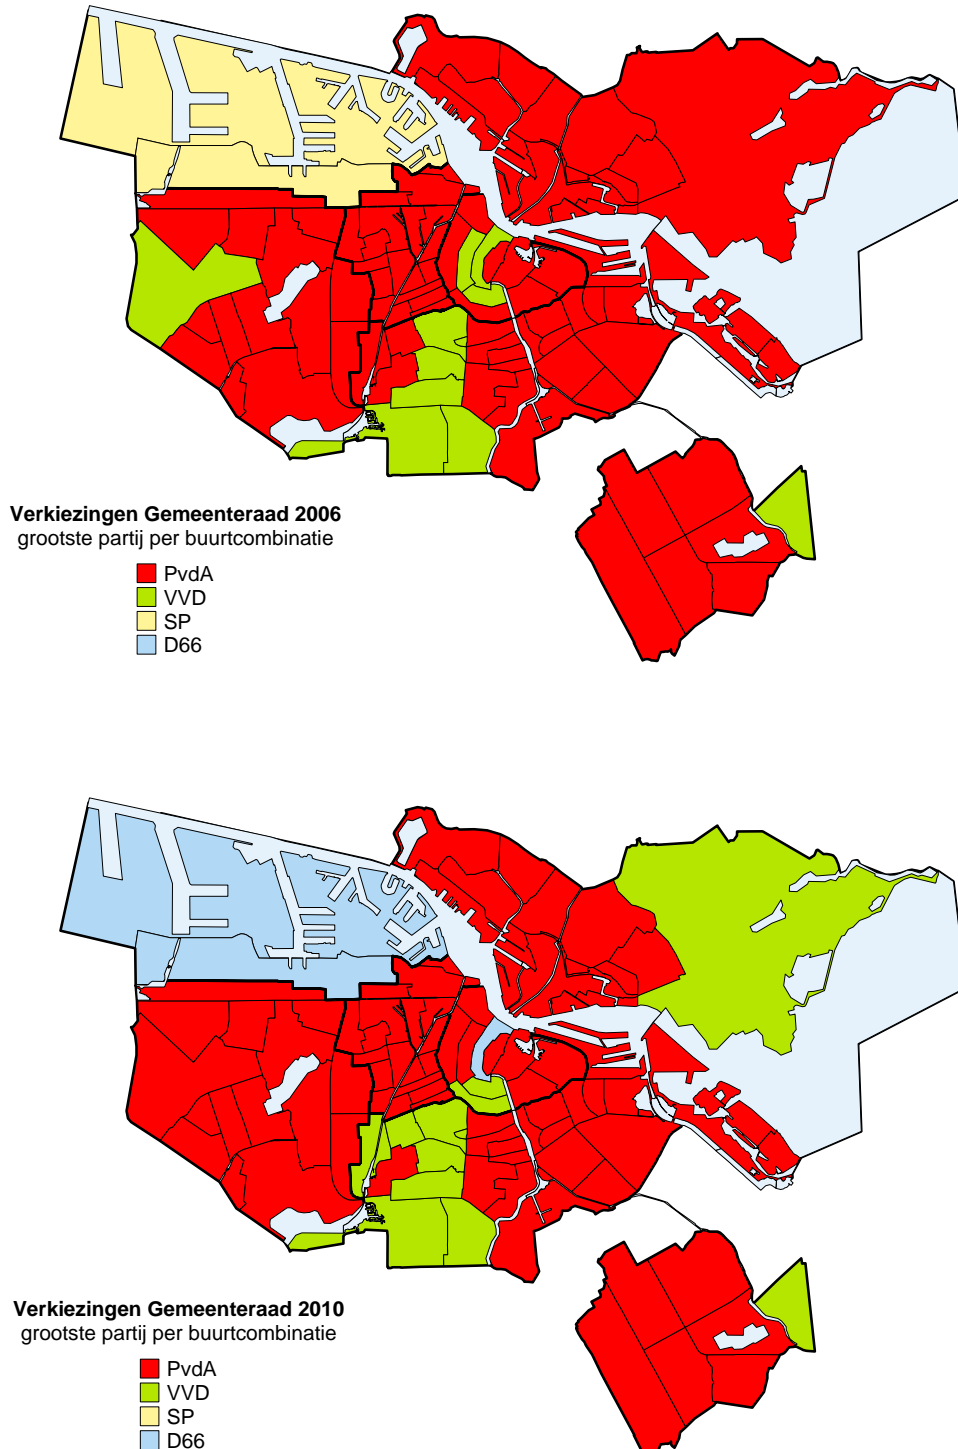 Verkiezingen Gemeenteraad 2006
grootste partij per buurtcombinatie
PvdA
VVD
SP
D66
Verkiezingen Gemeenteraad 2010
grootste partij per buurtcombinatie
PvdA
VVD
SP
D66